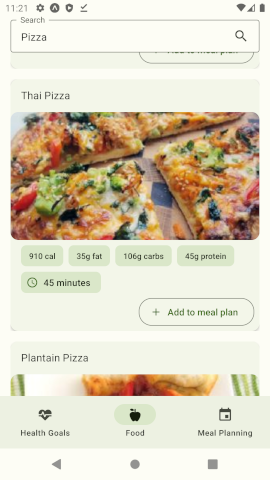 11:21
Search
Pizza
Add to meal plan
Thai Pizza
910 cal
35g fat
106g carbs
45g protein
45 minutes
Add to meal plan
Plantain Pizza
Health Goals
Food
Meal Planning